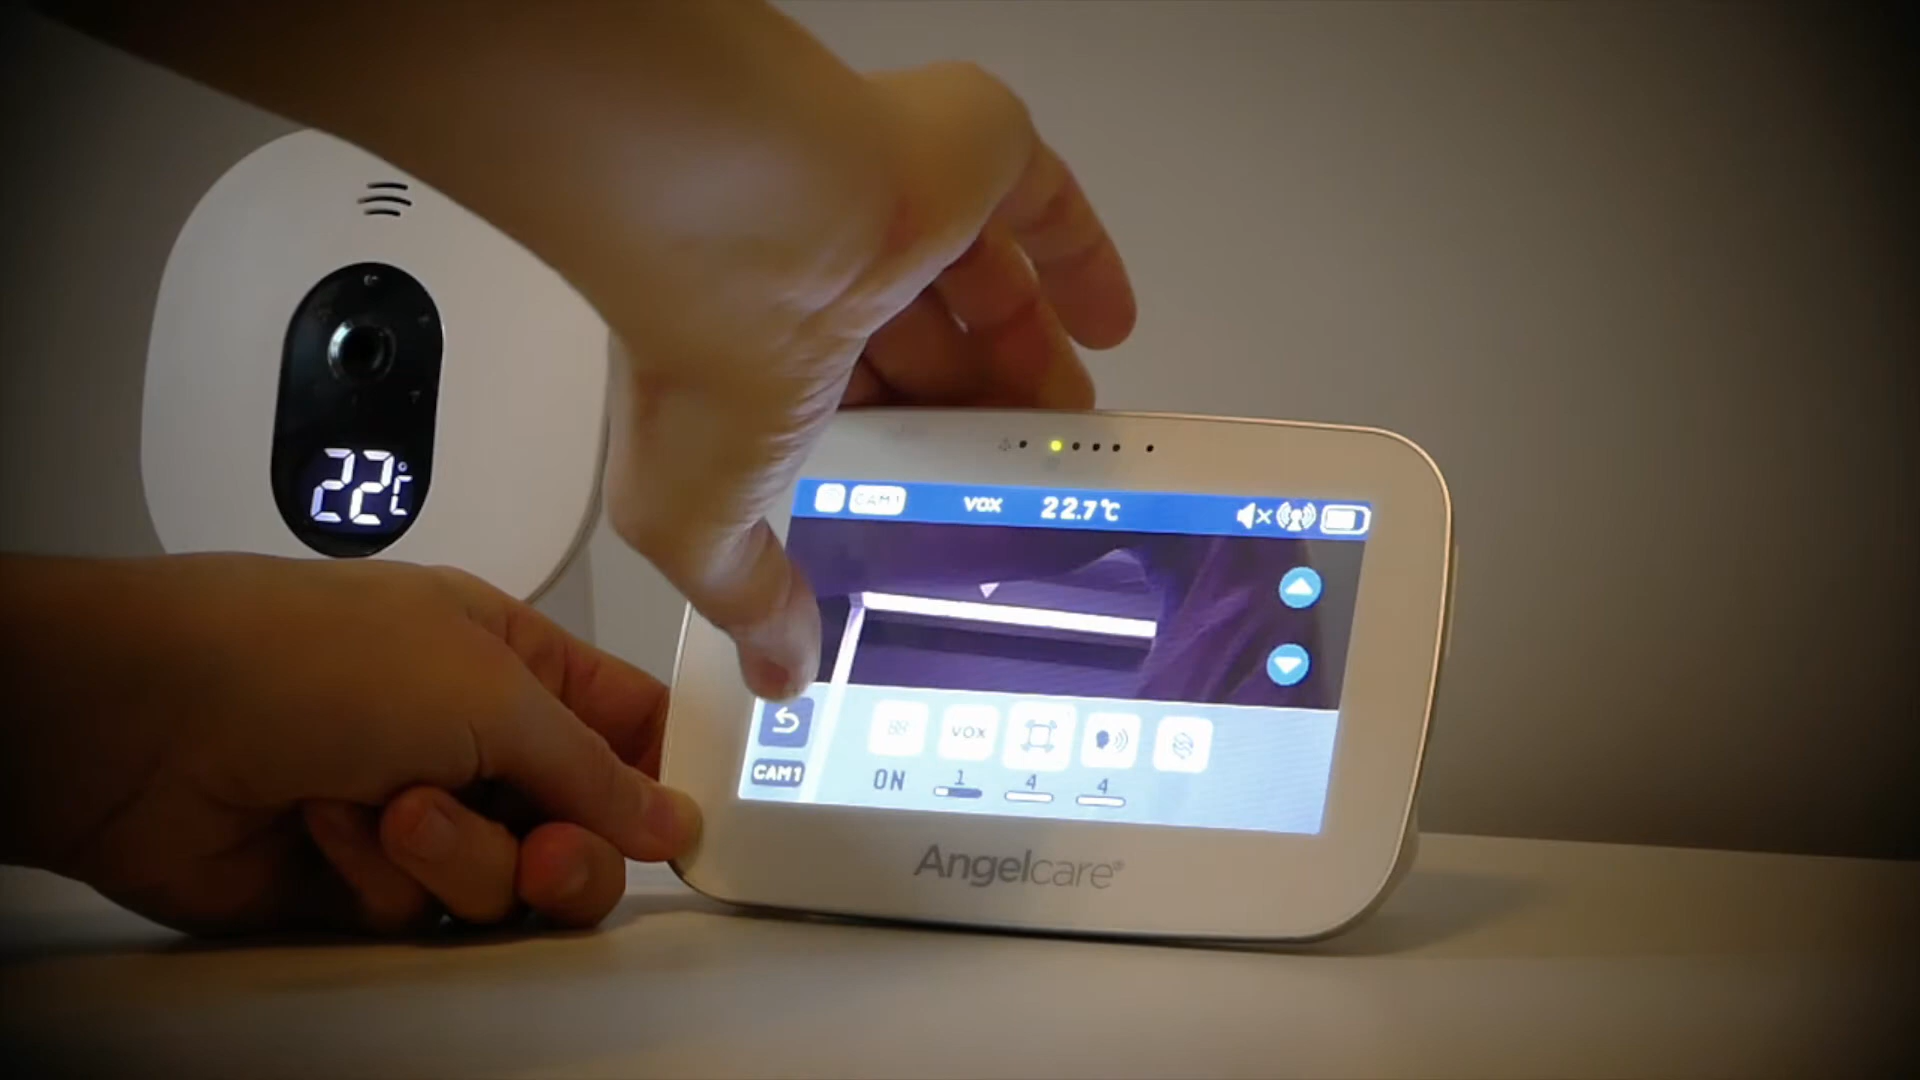 22°C
CAM1 VOX 22.7°C
VOX
ON 1 4 4
CAM1
Angelcare®